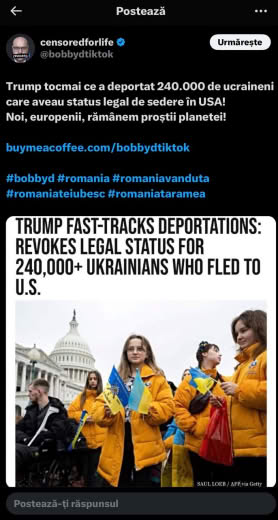 Postează
censoredforlife
@bobbydtiktok
Urmărește
Trump tocmai ce a deportat 240.000 de ucraineni
care aveau status legal de sedere în USA!
Noi, europenii, rămânem proștii planetei!
buymeacoffee.com/bobbydtiktok
#bobbyd #romania #romaniavanduta
#romaniateiubesc #romaniataramea
TRUMP FAST-TRACKS DEPORTATIONS:
REVOKES LEGAL STATUS FOR
240,000+ UKRAINIANS WHO FLED TO
U.S.
SAUL LOEB / AFP via Getty
Postează-ți răspunsul